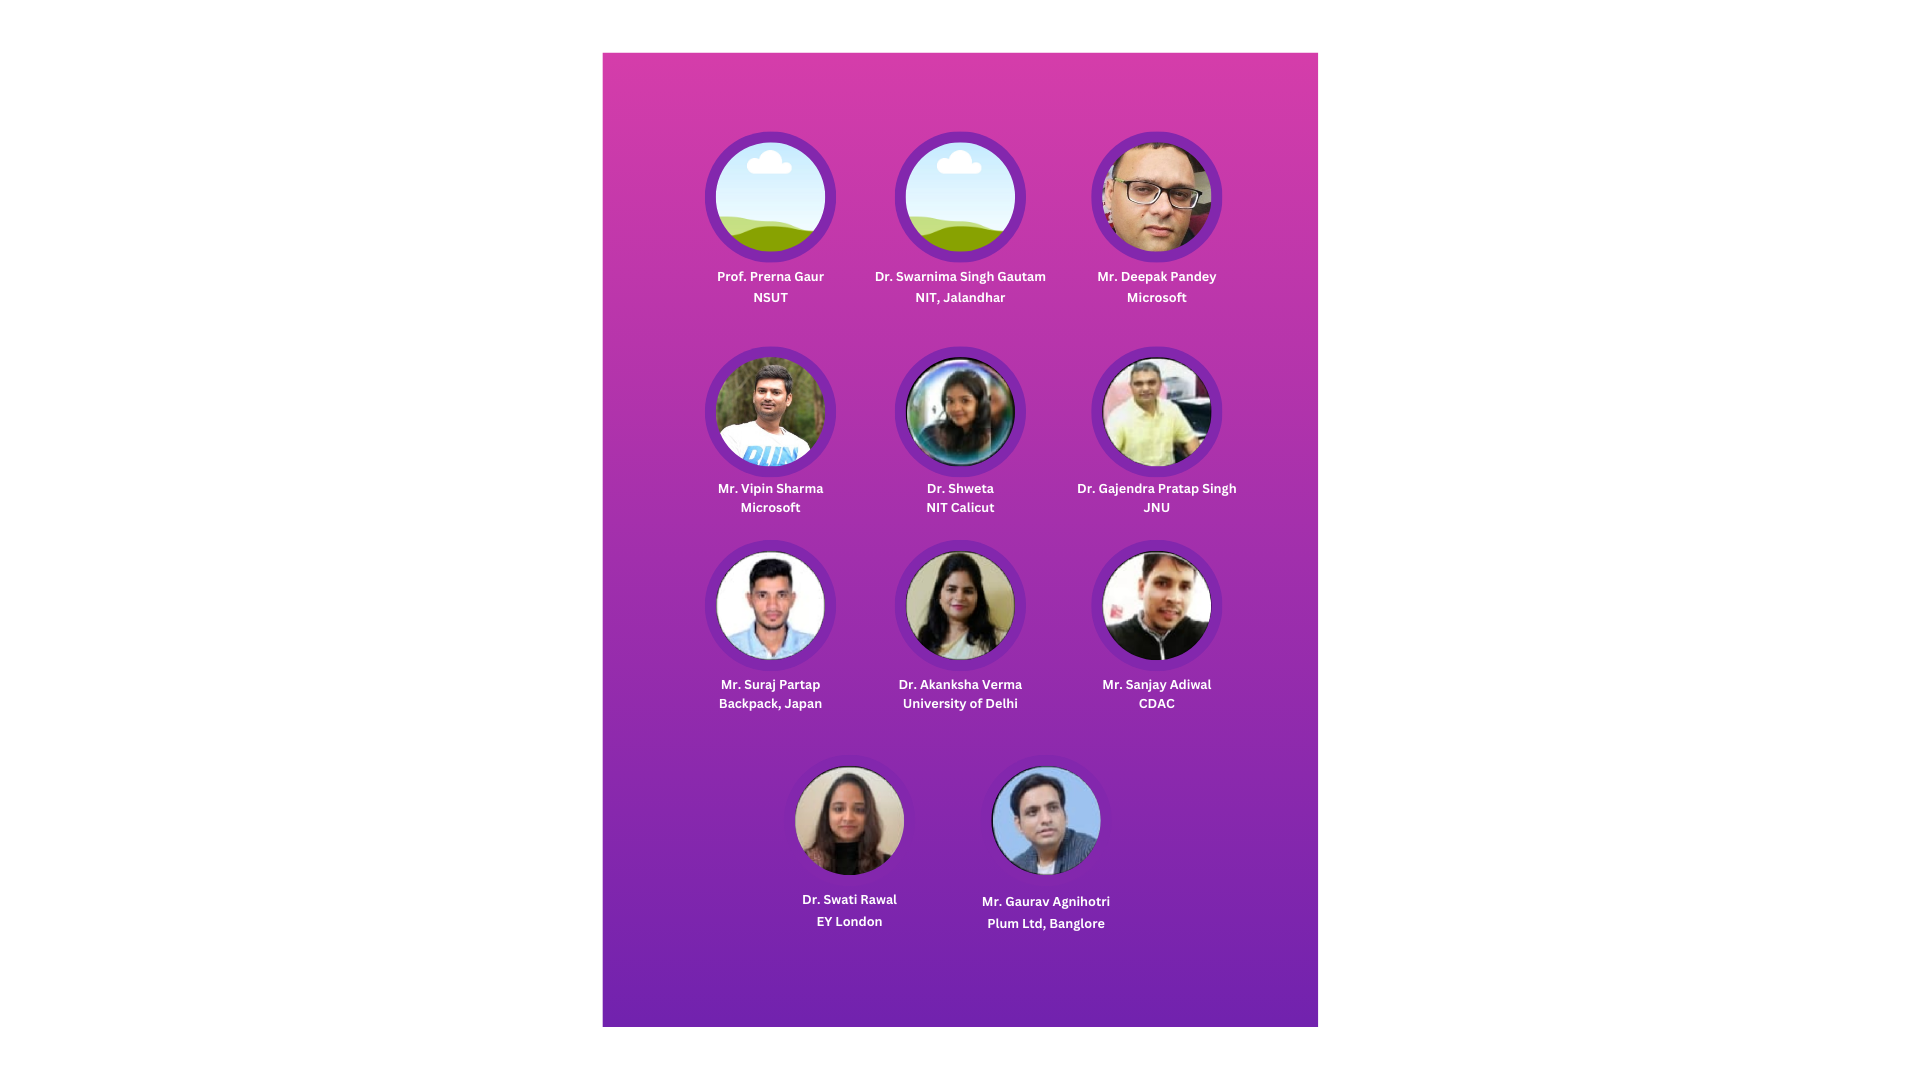 Prof. Prerna Gaur
NSUT
Dr. Swarnima Singh Gautam
NIT, Jalandhar
Mr. Deepak Pandey
Microsoft
Mr. Vipin Sharma
Microsoft
Dr. Shweta
NIT Calicut
Dr. Gajendra Pratap Singh
JNU
Mr. Suraj Partap
Backpack, Japan
Dr. Akanksha Verma
University of Delhi
Mr. Sanjay Adiwal
CDAC
Dr. Swati Rawal
EY London
Mr. Gaurav Agnihotri
Plum Ltd, Banglore